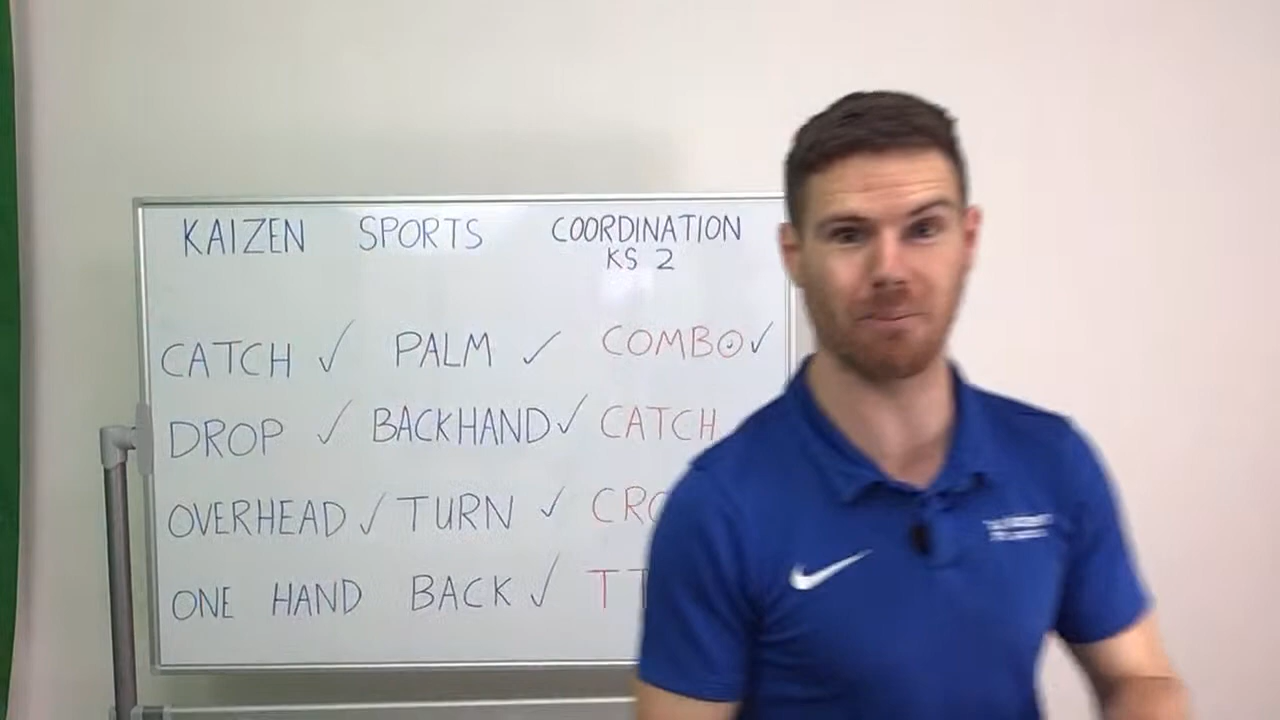 KAIZEN SPORTS COORDINATION
KS 2
CATCH ✓ PALM ✓ COMBO ✓
DROP ✓ BACKHAND ✓ CATCH
OVERHEAD ✓ TURN ✓
ONE HAND BACK ✓